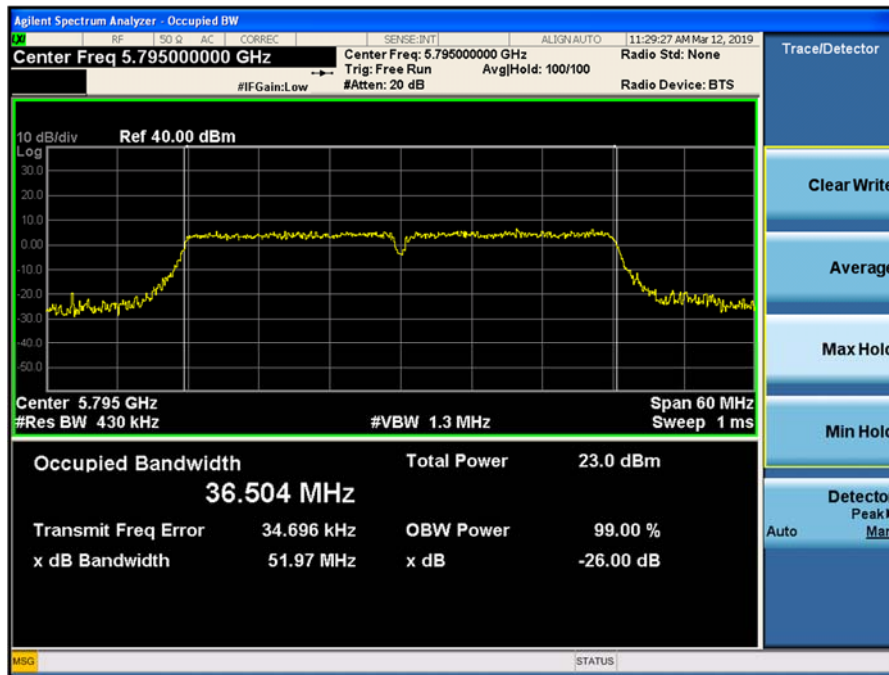 Agilent Spectrum Analyzer - Occupied BW
LXI RF 50 Ω AC CORREC SENSE:INT ALIGN AUTO 11:29:27 AM Mar 12, 2019
Center Freq 5.795000000 GHz Center Freq: 5.795000000 GHz Radio Std: None Trace/Detector
Trig: Free Run Avg|Hold: 100/100
#IFGain:Low #Atten: 20 dB Radio Device: BTS
10 dB/div Ref 40.00 dBm
Log
30.0
20.0
10.0
0.00
-10.0
-20.0
-30.0
-40.0
-50.0
Center 5.795 GHz Span 60 MHz
#Res BW 430 kHz #VBW 1.3 MHz Sweep 1 ms
Occupied Bandwidth Total Power 23.0 dBm
36.504 MHz
Transmit Freq Error 34.696 kHz OBW Power 99.00 %
x dB Bandwidth 51.97 MHz x dB -26.00 dB
Clear Write
Average
Max Hold
Min Hold
Detector
Peak
Auto Man
MSG STATUS